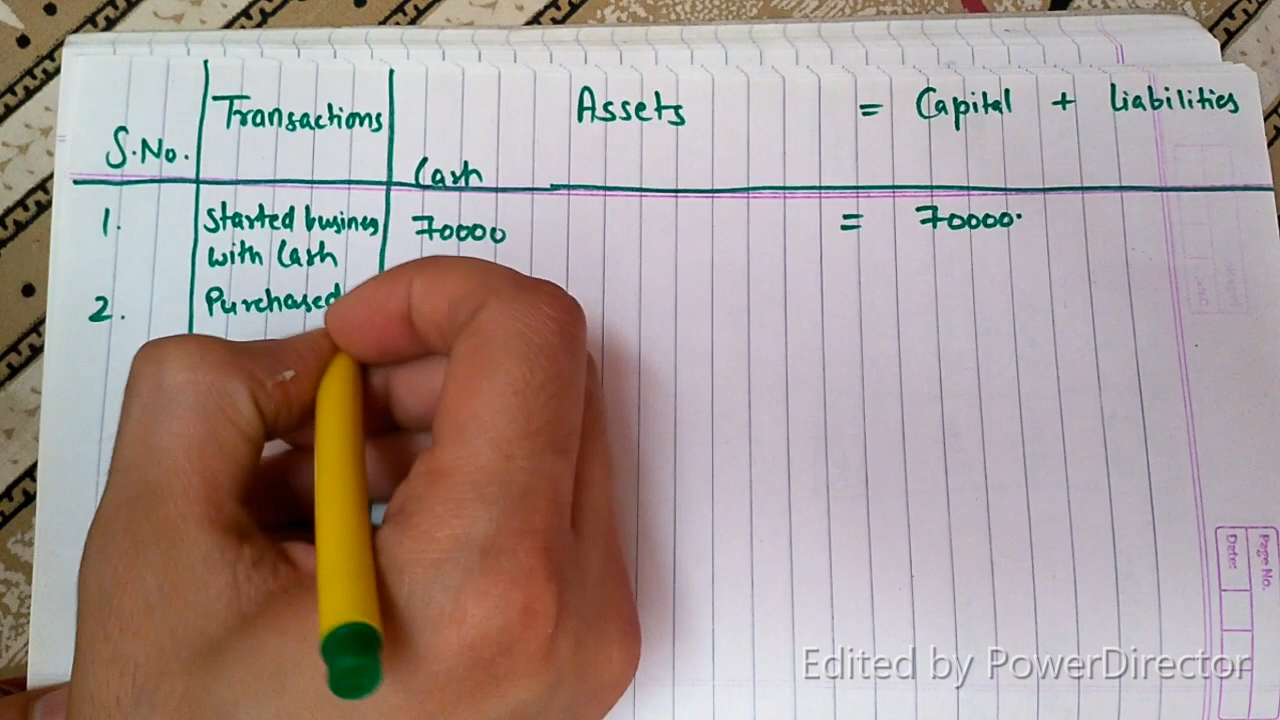 Assets = Capital + Liabilities
S.No. Transactions
Cash
1. Started busines 70000 = 70000.
with Cash
2. Purchased
Page No.
Date:
Edited by PowerDirector